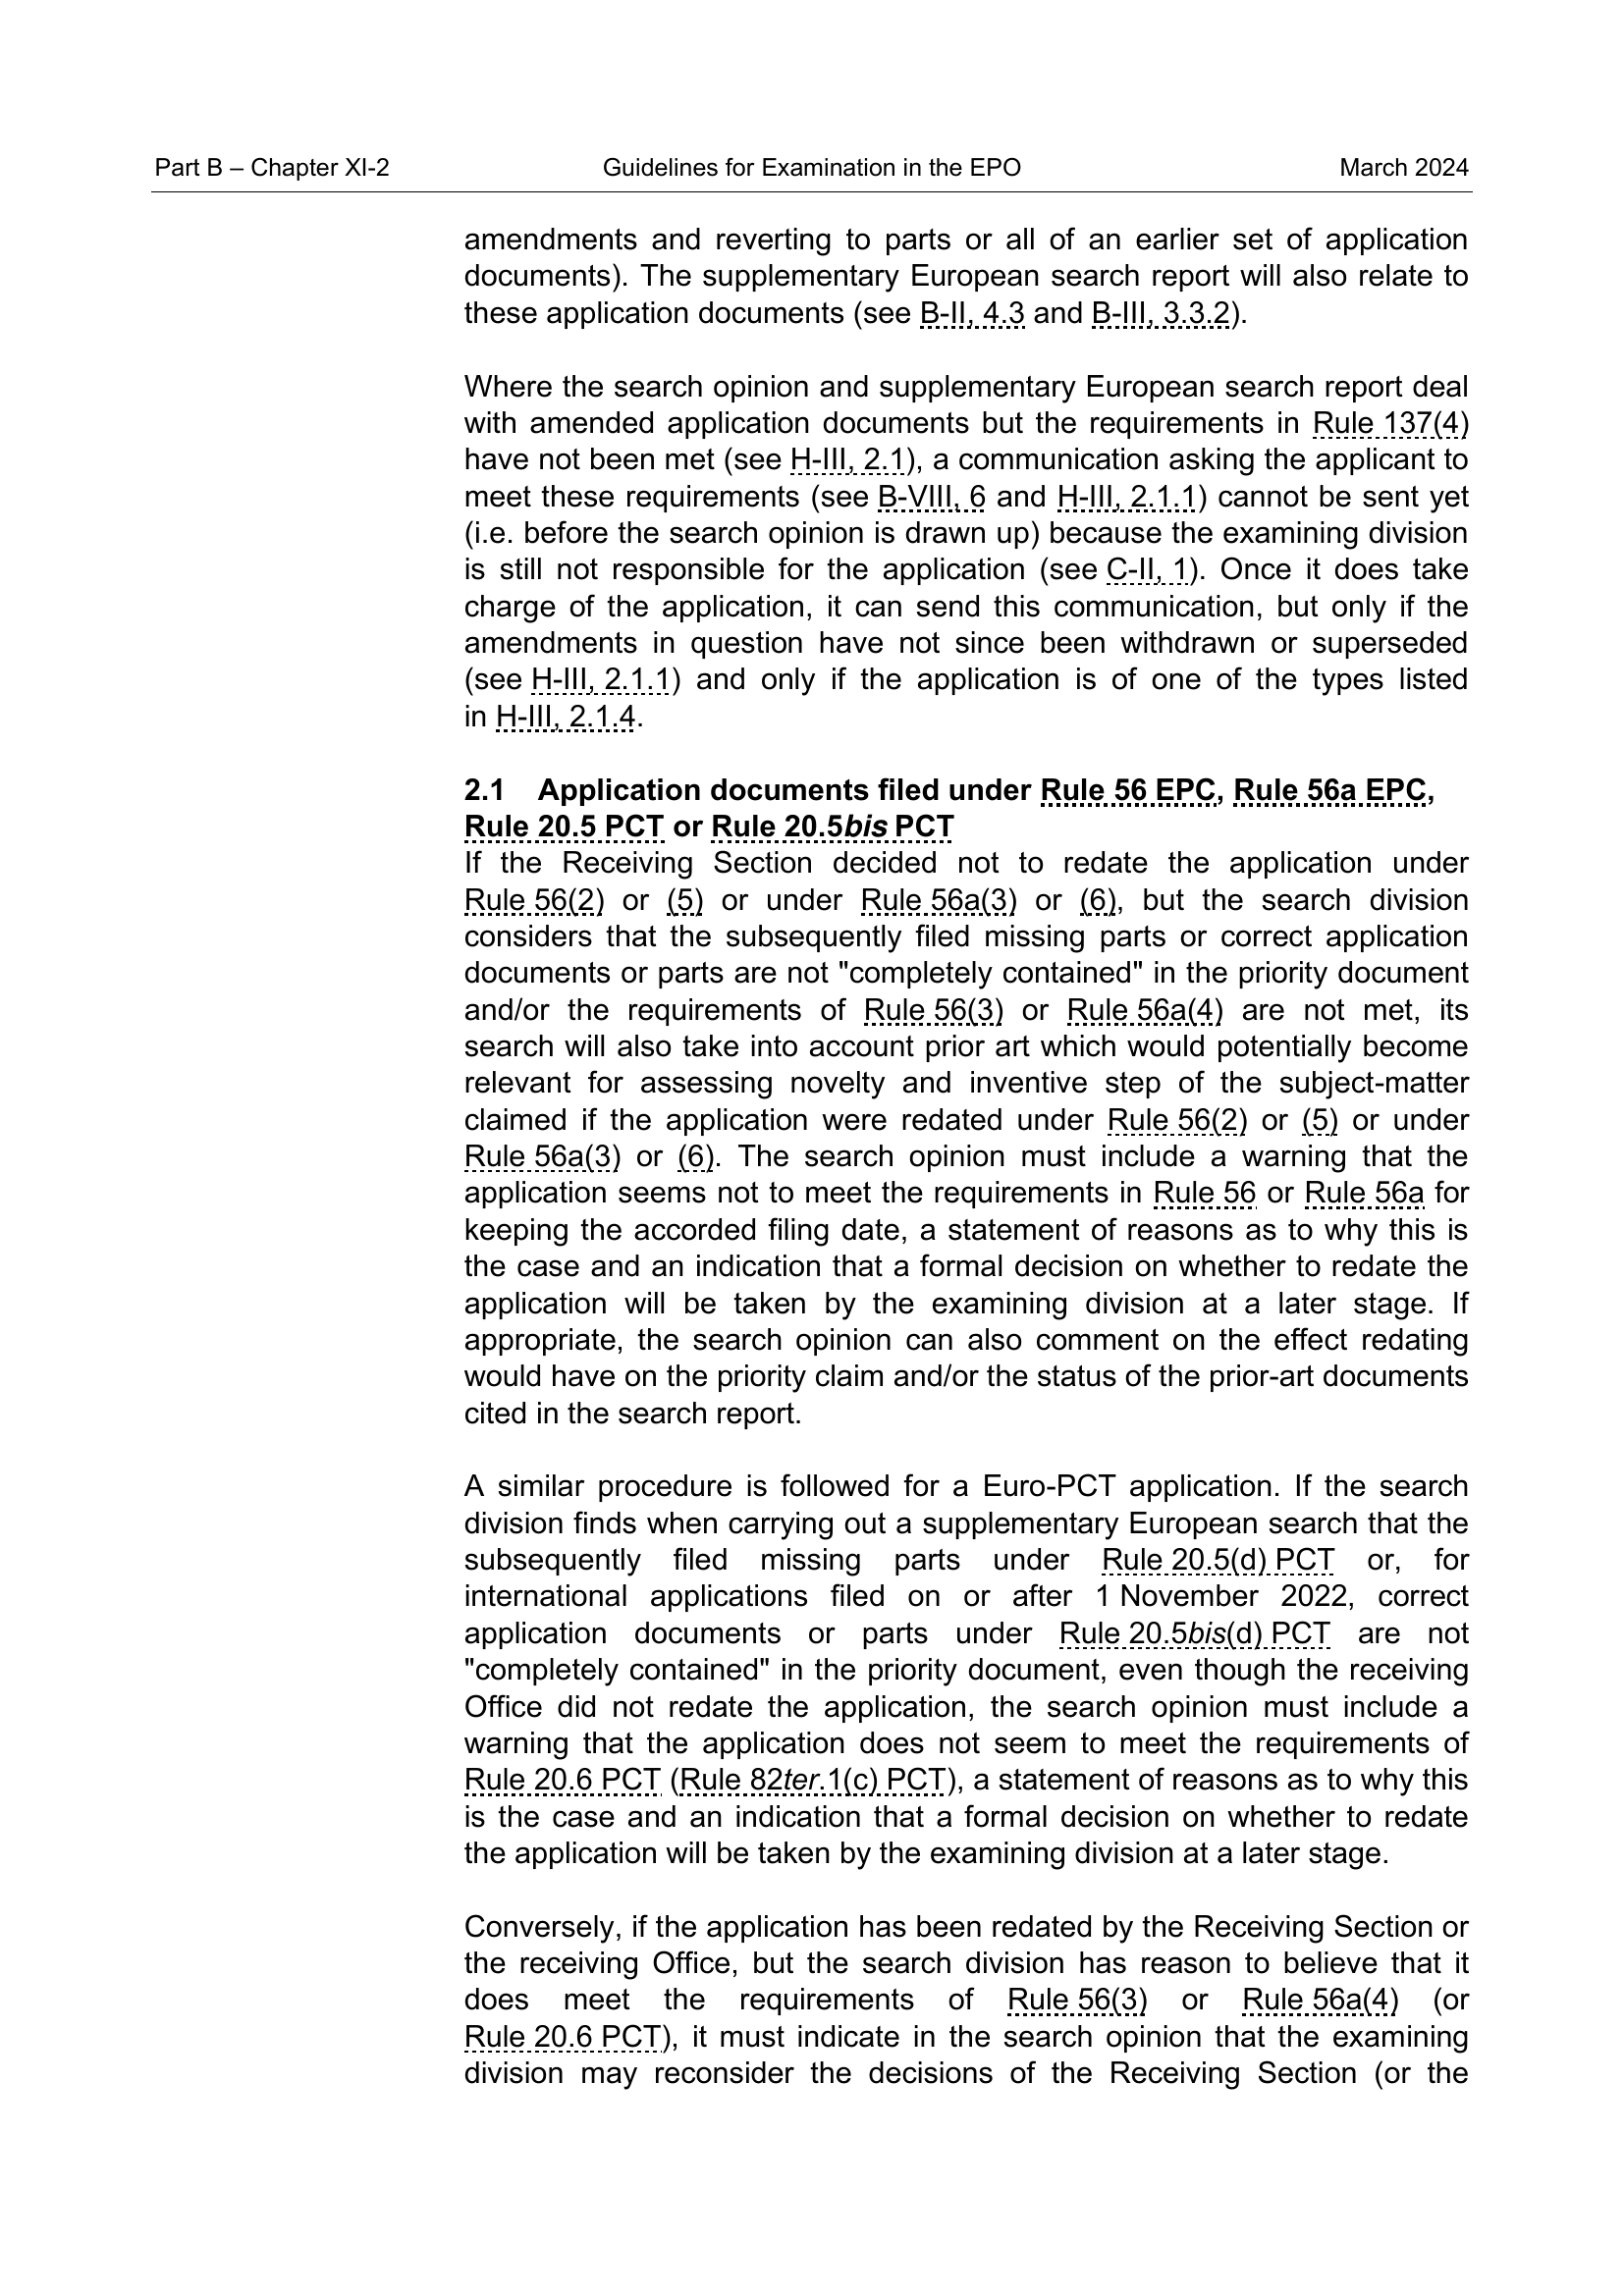 Part B – Chapter XI-2 Guidelines for Examination in the EPO March 2024
amendments and reverting to parts or all of an earlier set of application
documents). The supplementary European search report will also relate to
these application documents (see B-II, 4.3 and B-III, 3.3.2).
Where the search opinion and supplementary European search report deal
with amended application documents but the requirements in Rule 137(4)
have not been met (see H-III, 2.1), a communication asking the applicant to
meet these requirements (see B-VIII, 6 and H-III, 2.1.1) cannot be sent yet
(i.e. before the search opinion is drawn up) because the examining division
is still not responsible for the application (see C-II, 1). Once it does take
charge of the application, it can send this communication, but only if the
amendments in question have not since been withdrawn or superseded
(see H-III, 2.1.1) and only if the application is of one of the types listed
in H-III, 2.1.4.
2.1 Application documents filed under Rule 56 EPC, Rule 56a EPC,
Rule 20.5 PCT or Rule 20.5bis PCT
If the Receiving Section decided not to redate the application under
Rule 56(2) or (5) or under Rule 56a(3) or (6), but the search division
considers that the subsequently filed missing parts or correct application
documents or parts are not "completely contained" in the priority document
and/or the requirements of Rule 56(3) or Rule 56a(4) are not met, its
search will also take into account prior art which would potentially become
relevant for assessing novelty and inventive step of the subject-matter
claimed if the application were redated under Rule 56(2) or (5) or under
Rule 56a(3) or (6). The search opinion must include a warning that the
application seems not to meet the requirements in Rule 56 or Rule 56a for
keeping the accorded filing date, a statement of reasons as to why this is
the case and an indication that a formal decision on whether to redate the
application will be taken by the examining division at a later stage. If
appropriate, the search opinion can also comment on the effect redating
would have on the priority claim and/or the status of the prior-art documents
cited in the search report.
A similar procedure is followed for a Euro-PCT application. If the search
division finds when carrying out a supplementary European search that the
subsequently filed missing parts under Rule 20.5(d) PCT or, for
international applications filed on or after 1 November 2022, correct
application documents or parts under Rule 20.5bis(d) PCT are not
"completely contained" in the priority document, even though the receiving
Office did not redate the application, the search opinion must include a
warning that the application does not seem to meet the requirements of
Rule 20.6 PCT (Rule 82ter.1(c) PCT), a statement of reasons as to why this
is the case and an indication that a formal decision on whether to redate
the application will be taken by the examining division at a later stage.
Conversely, if the application has been redated by the Receiving Section or
the receiving Office, but the search division has reason to believe that it
does meet the requirements of Rule 56(3) or Rule 56a(4) (or
Rule 20.6 PCT), it must indicate in the search opinion that the examining
division may reconsider the decisions of the Receiving Section (or the